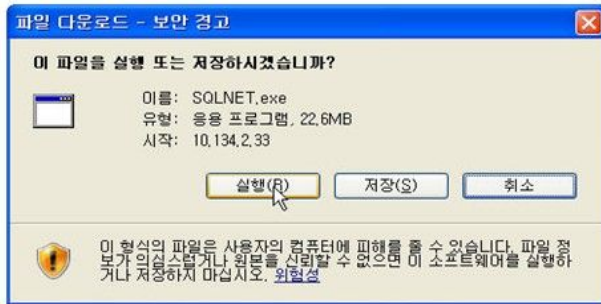 파일 다운로드 - 보안 경고
이 파일을 실행 또는 저장하시겠습니까?
이름: SQLNET.exe
유형: 응용 프로그램, 22.6MB
시작: 10.134.2.33
실행(R) 저장(S) 취소
이 형식의 파일은 사용자의 컴퓨터에 피해를 줄 수 있습니다. 파일 정
보가 의심스럽거나 원본을 신뢰할 수 없으면 이 소프트웨어를 실행하
거나 저장하지 마십시오. 위험성